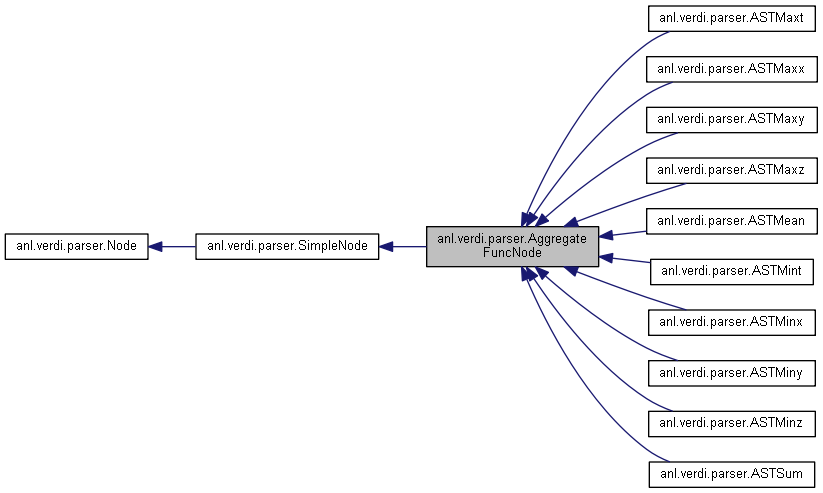 anl.verdi.parser.ASTMaxt
anl.verdi.parser.ASTMaxx
anl.verdi.parser.ASTMaxy
anl.verdi.parser.ASTMaxz
anl.verdi.parser.ASTMean
anl.verdi.parser.Node
anl.verdi.parser.SimpleNode
anl.verdi.parser.Aggregate
FuncNode
anl.verdi.parser.ASTMint
anl.verdi.parser.ASTMinx
anl.verdi.parser.ASTMiny
anl.verdi.parser.ASTMinz
anl.verdi.parser.ASTSum